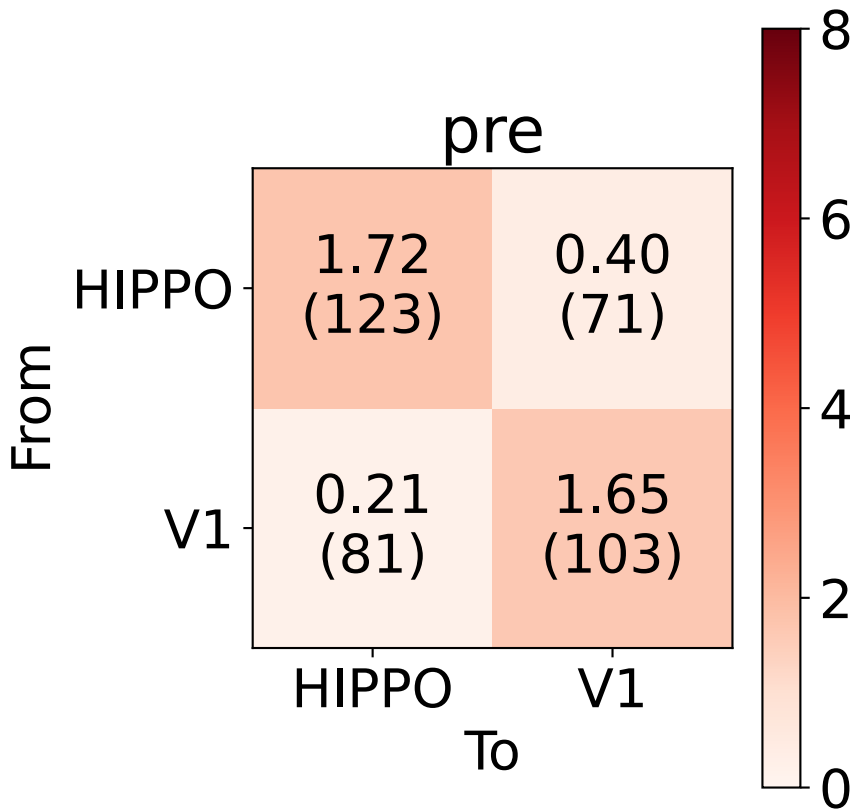 pre
From
HIPPO
1.72
(123)
0.40
(71)
V1
0.21
(81)
1.65
(103)
HIPPO
V1
To
8
6
4
2
0